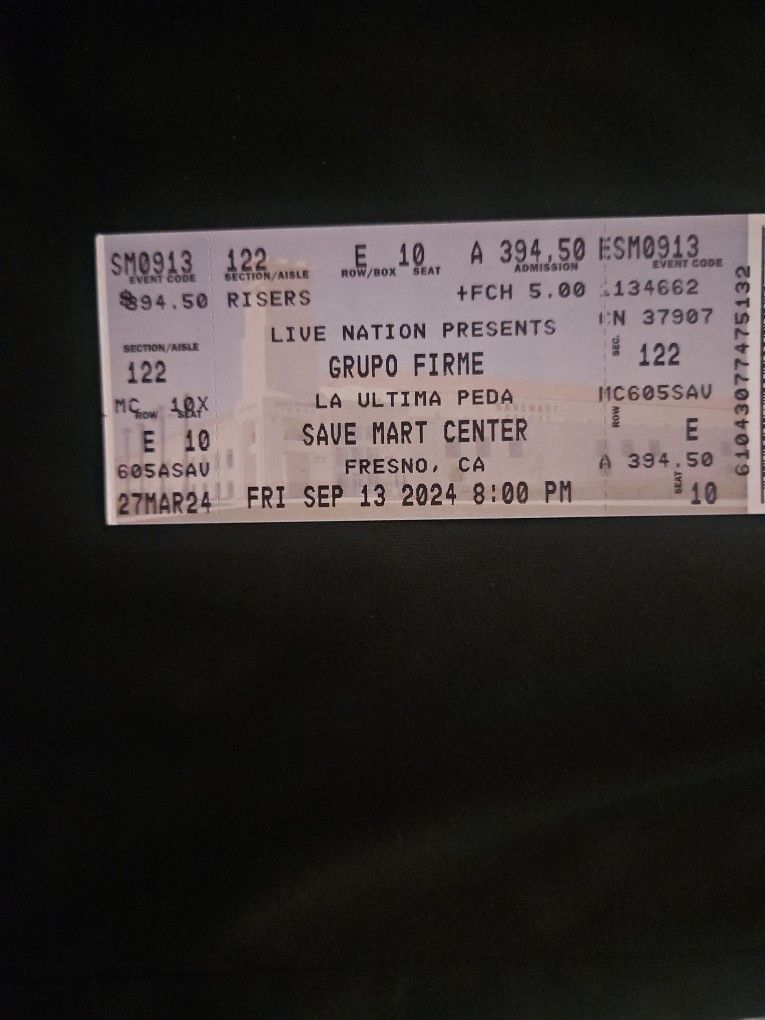 SM0913 122 E 10 A 394.50 ESM0913
EVENT CODE SECTION/AISLE ROW/BOX SEAT ADMISSION EVENT CODE
94.50 RISERS +FCH 5.00 134662
LIVE NATION PRESENTS CN 37907
SECTION/AISLE GRUPO FIRME SEC. 122
122
MC 10X LA ULTIMA PEDA MC605SAV
ROW SEAT
E 10 SAVE MART CENTER ROW E
605ASAV FRESNO, CA A 394.50
27MAR24 FRI SEP 13 2024 8:00 PM SEAT 10
610430774475132